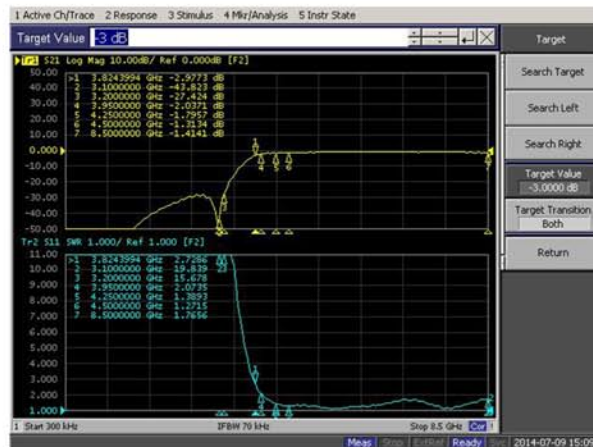 1 Active Ch/Trace 2 Response 3 Stimulus 4 Mkr/Analysis 5 Instr State
Target Value -3 dB
Tr1 S21 Log Mag 10.00dB/ Ref 0.000dB [F2]
50.00
40.00
30.00
20.00
10.00
0.000
-10.00
-20.00
-30.00
-40.00
-50.00
>1 3.8243994 GHz -2.9773 dB
2 3.1000000 GHz -43.823 dB
3 3.2000000 GHz -27.424 dB
4 3.9500000 GHz -2.0371 dB
5 4.2500000 GHz -1.7957 dB
6 4.5000000 GHz -1.3134 dB
7 8.5000000 GHz -1.4141 dB
Tr2 S11 SWR 1.000/ Ref 1.000 [F2]
11.00
10.00
9.000
8.000
7.000
6.000
5.000
4.000
3.000
2.000
1.000
>1 3.8243994 GHz 2.7286
2 3.1000000 GHz 19.839
3 3.2000000 GHz 15.678
4 3.9500000 GHz 2.0735
5 4.2500000 GHz 1.3893
6 4.5000000 GHz 1.2715
7 8.5000000 GHz 1.7656
1 Start 300 kHz IFBW 70 kHz Stop 8.5 GHz Cor !
Meas Stop ExtRef Ready Svc 2014-07-09 15:09
Target
Search Target
Search Left
Search Right
Target Value
-3.0000 dB
Target Transition
Both
Return